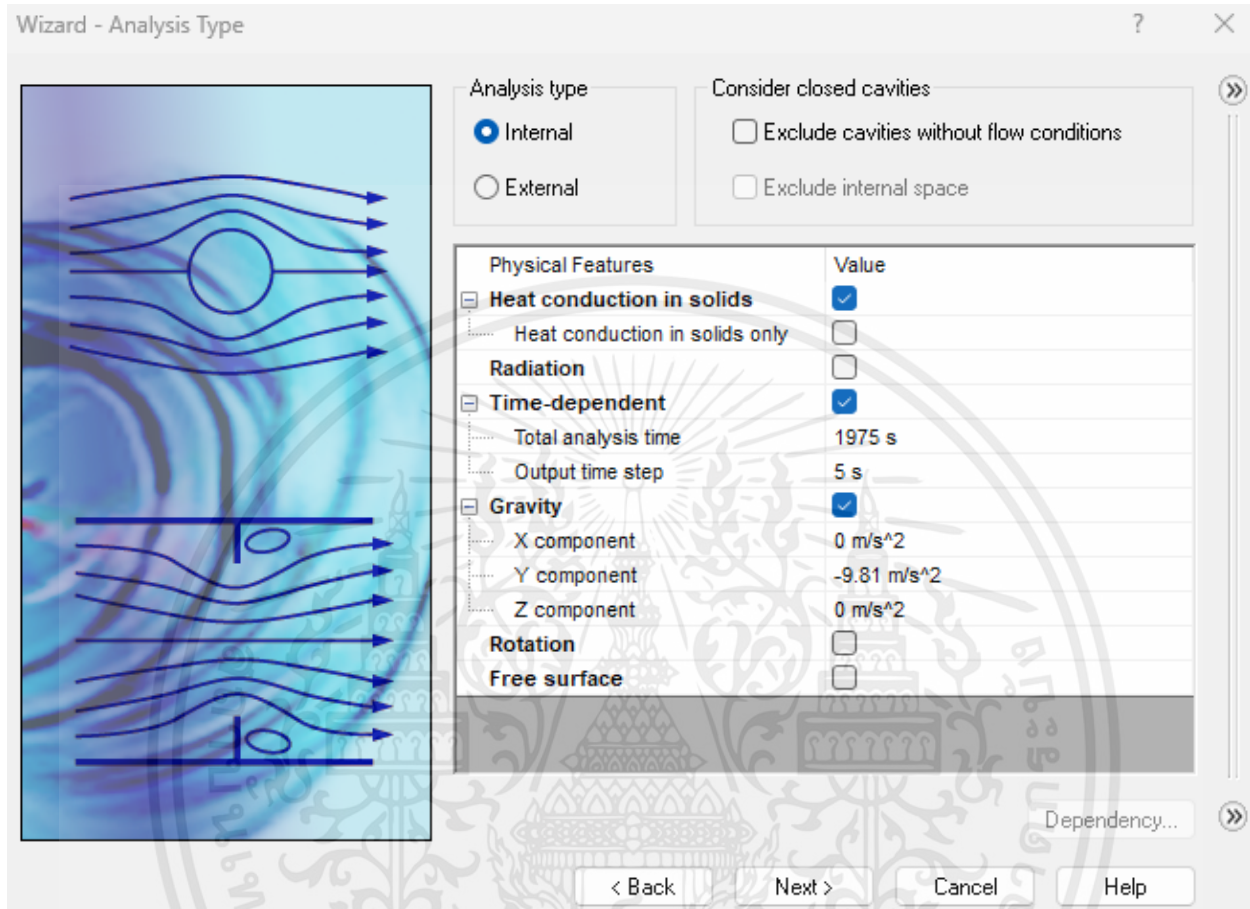 Wizard - Analysis Type ?
Analysis type
Internal
External
Consider closed cavities
Exclude cavities without flow conditions
Exclude internal space
Physical Features Value
Heat conduction in solids
Heat conduction in solids only
Radiation
Time-dependent
Total analysis time 1975 s
Output time step 5 s
Gravity
X component 0 m/s^2
Y component -9.81 m/s^2
Z component 0 m/s^2
Rotation
Free surface
Dependency...
< Back Next > Cancel Help